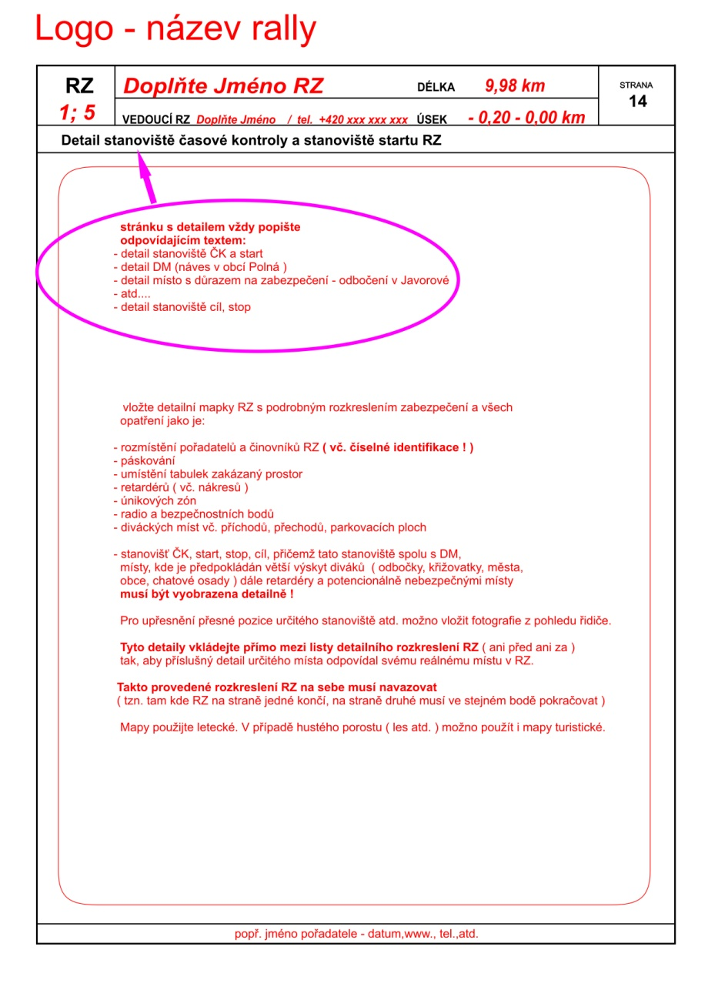 Logo - název rally
RZ
1; 5
Doplňte Jméno RZ
DÉLKA
9,98 km
VEDOUCÍ RZ Doplňte Jméno / tel. +420 xxx xxx xxx ÚSEK
- 0,20 - 0,00 km
STRANA
14
Detail stanoviště časové kontroly a stanoviště startu RZ
stránku s detailem vždy popište
odpovídajícím textem:
- detail stanoviště ČK a start
- detail DM (náves v obcí Polná )
- detail místo s důrazem na zabezpečení - odbočení v Javorové
- atd....
- detail stanoviště cíl, stop
vložte detailní mapky RZ s podrobným rozkreslením zabezpečení a všech
opatření jako je:
- rozmístění pořadatelů a činovníků RZ ( vč. číselné identifikace ! )
- páskování
- umístění tabulek zakázaný prostor
- retardérů ( vč. nákresů )
- únikových zón
- radio a bezpečnostních bodů
- diváckých míst vč. příchodů, přechodů, parkovacích ploch
- stanovišť ČK, start, stop, cíl, přičemž tato stanoviště spolu s DM,
místy, kde je předpokládán větší výskyt diváků ( odbočky, křižovatky, města,
obce, chatové osady ) dále retardéry a potencionálně nebezpečnými místy
musí být vyobrazena detailně !
Pro upřesnění přesné pozice určitého stanoviště atd. možno vložit fotografie z pohledu řidiče.
Tyto detaily vkládejte přímo mezi listy detailního rozkreslení RZ ( ani před ani za )
tak, aby příslušný detail určitého místa odpovídal svému reálnému místu v RZ.
Takto provedené rozkreslení RZ na sebe musí navazovat
( tzn. tam kde RZ na straně jedné končí, na straně druhé musí ve stejném bodě pokračovat )
Mapy použijte letecké. V případě hustého porostu ( les atd. ) možno použít i mapy turistické.
popř. jméno pořadatele - datum,www., tel.,atd.